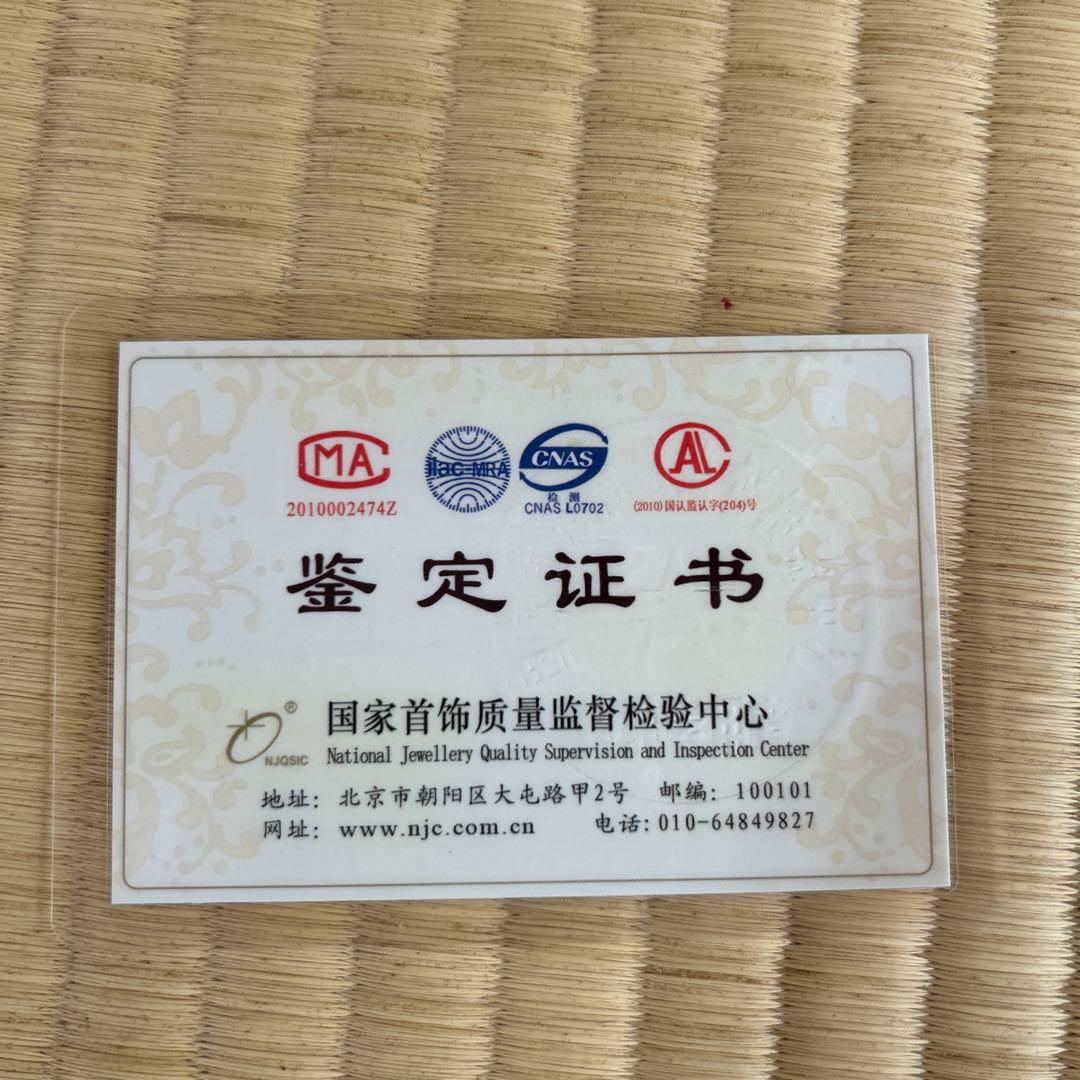 MA
ilac-MRA
CNAS
AL
检 测
2010002474Z
CNAS L0702
(2010)国认监认字(204)号
鉴定证书
®
NJQSIC
国家首饰质量监督检验中心
National Jewellery Quality Supervision and Inspection Center
地址：北京市朝阳区大屯路甲2号 邮编：100101
网址：www.njc.com.cn 电话：010-64849827